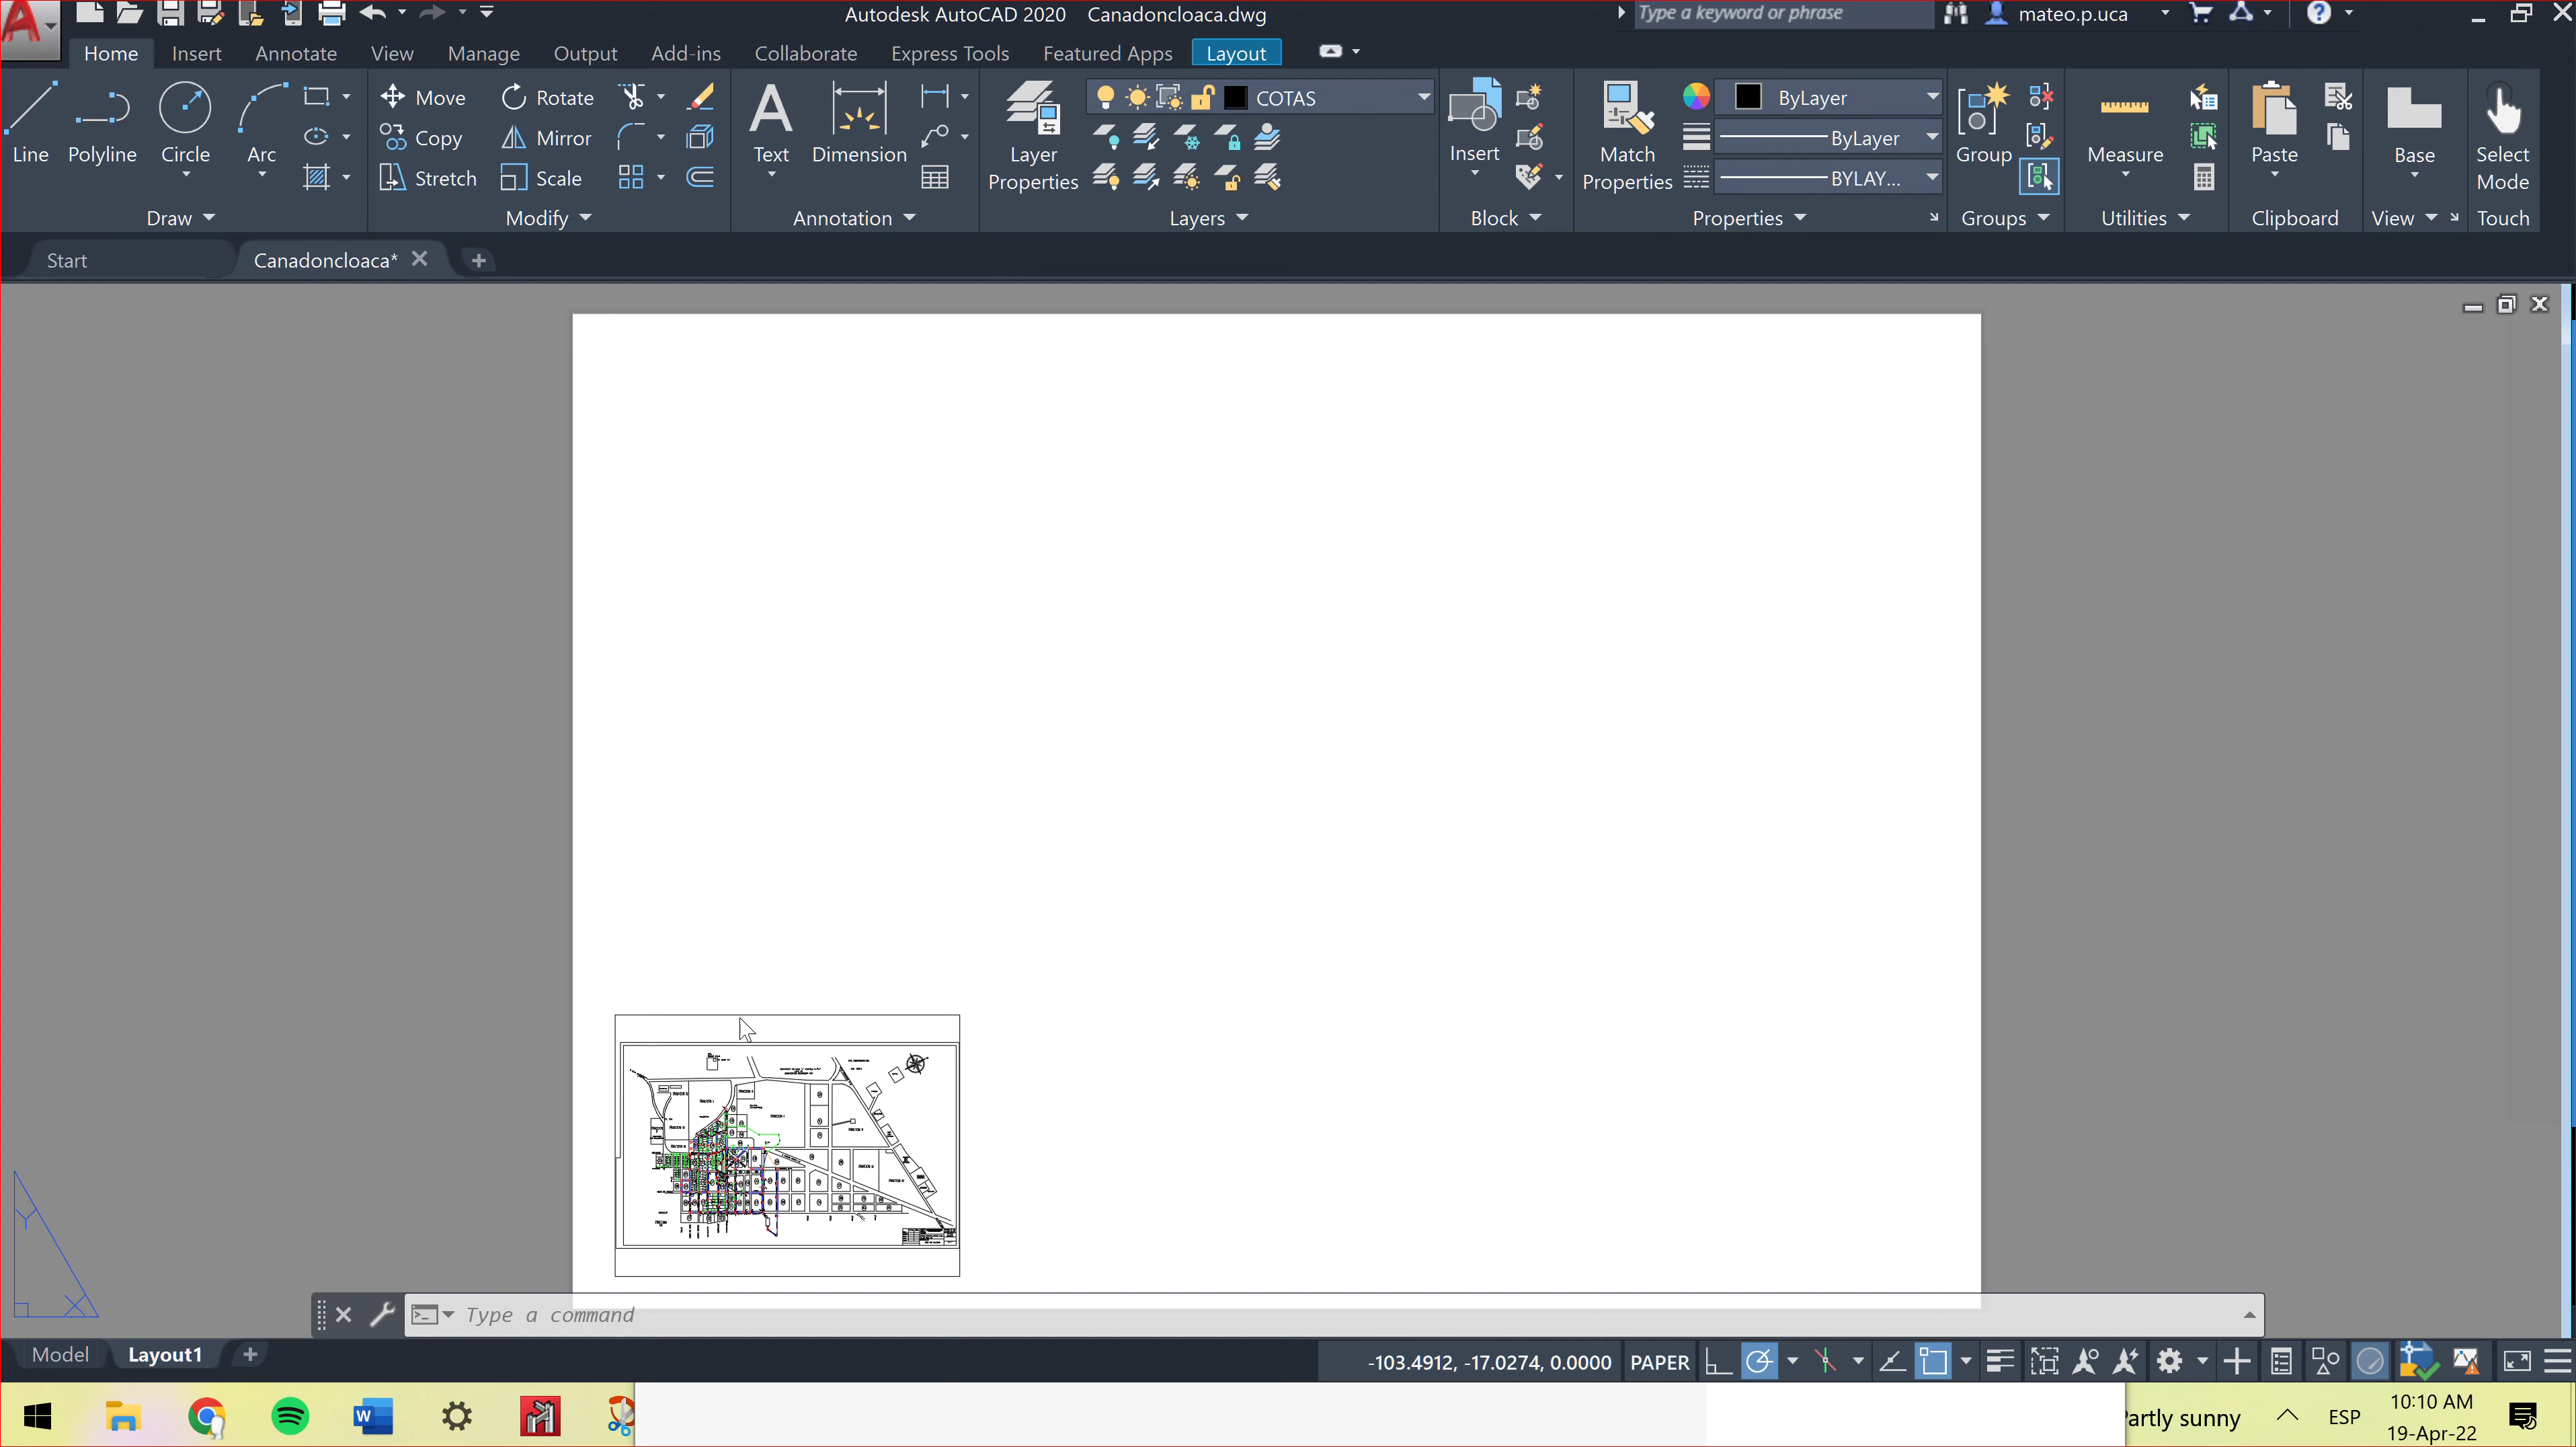 Autodesk AutoCAD 2020 Canadoncloaca.dwg
Type a keyword or phrase
mateo.p.uca
Home Insert Annotate View Manage Output Add-ins Collaborate Express Tools Featured Apps Layout
Move Rotate
Copy Mirror
Stretch Scale
Line Polyline Circle Arc
Text Dimension
Layer
Properties
COTAS
Insert
Match
Properties
ByLayer
ByLayer
BYLAY...
Group
Measure
Paste
Base
Select
Mode
Draw Modify Annotation Layers Block Properties Groups Utilities Clipboard View Touch
Start Canadoncloaca*
Y
X
Type a command
Model Layout1
-103.4912, -17.0274, 0.0000 PAPER
artly sunny
ESP
10:10 AM
19-Apr-22